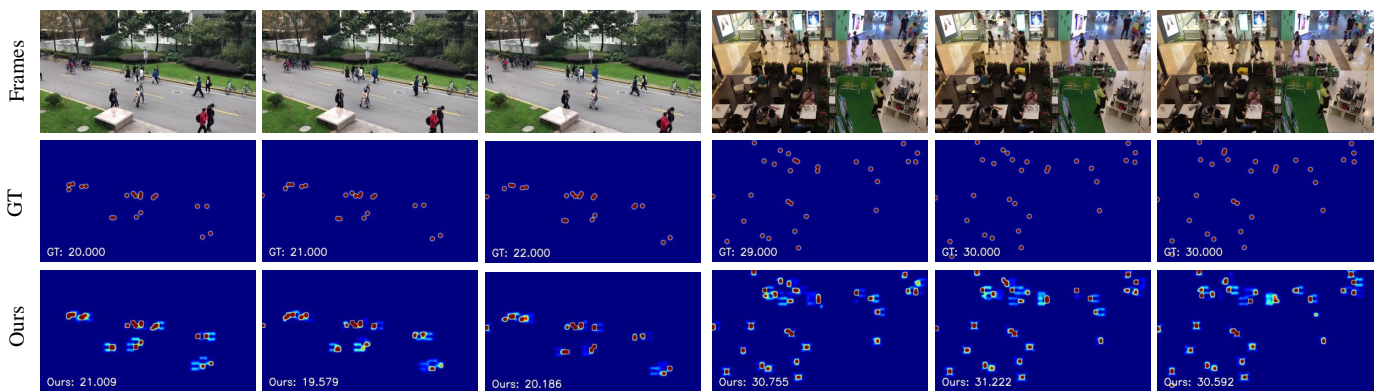 Frames
GT
GT: 20.000
GT: 21.000
GT: 22.000
GT: 29.000
GT: 30.000
GT: 30.000
Ours
Ours: 21.009
Ours: 19.579
Ours: 20.186
Ours: 30.755
Ours: 31.222
Ours: 30.592